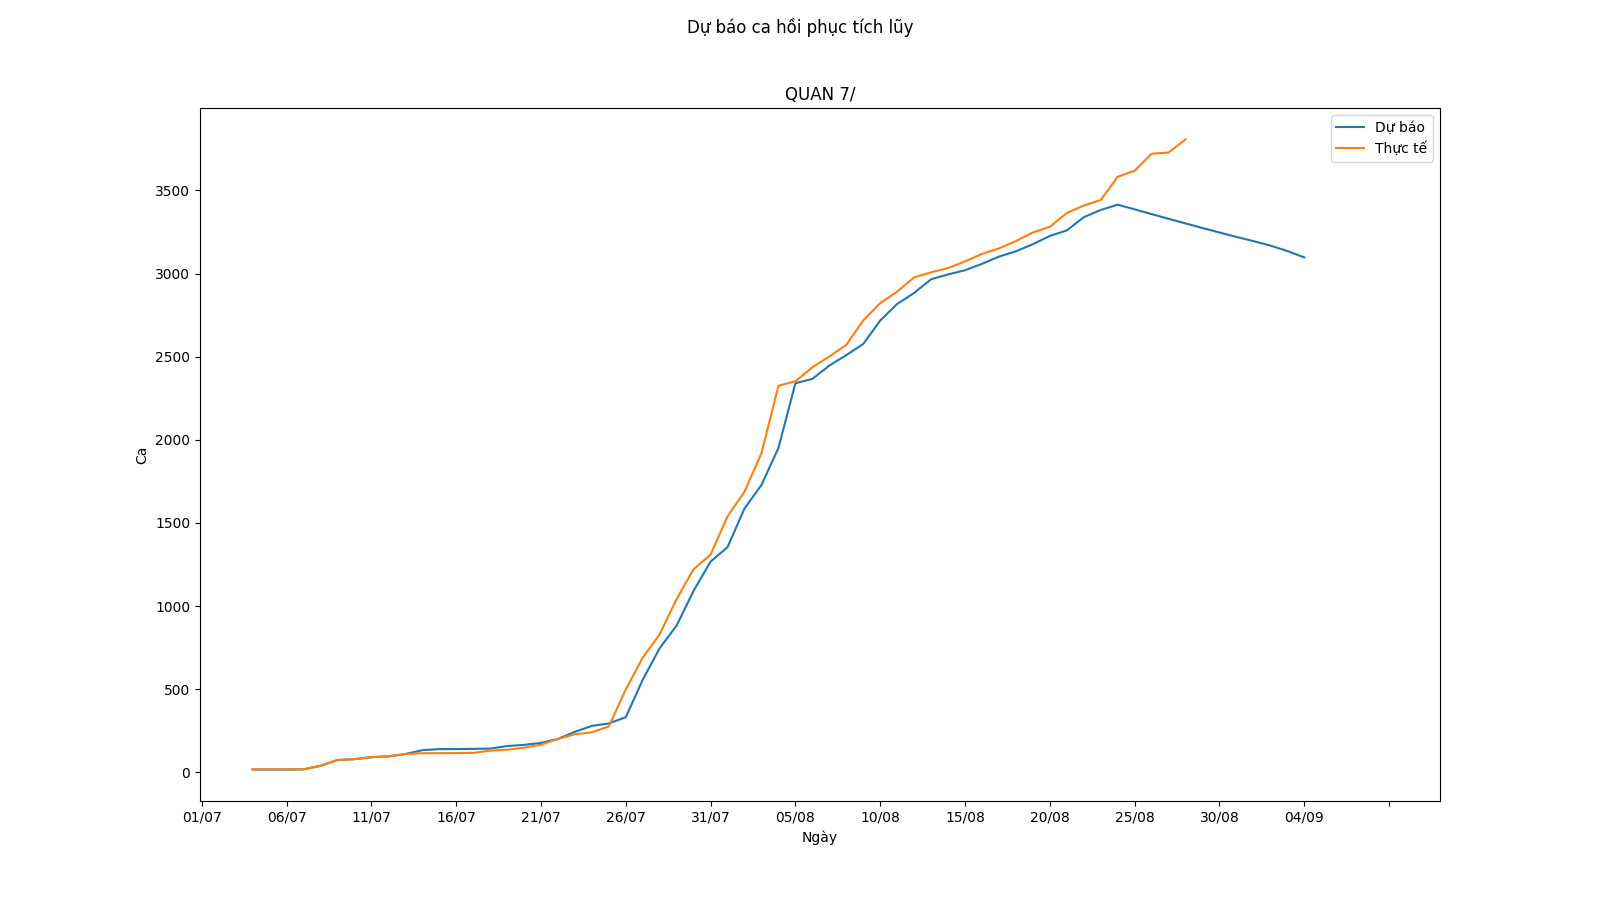 Dự báo ca hồi phục tích lũy
QUAN 7/
Dự báo
Thực tế
3500
3000
2500
2000
1500
1000
500
0
Ca
01/07 06/07 11/07 16/07 21/07 26/07 31/07 05/08 10/08 15/08 20/08 25/08 30/08 04/09
Ngày